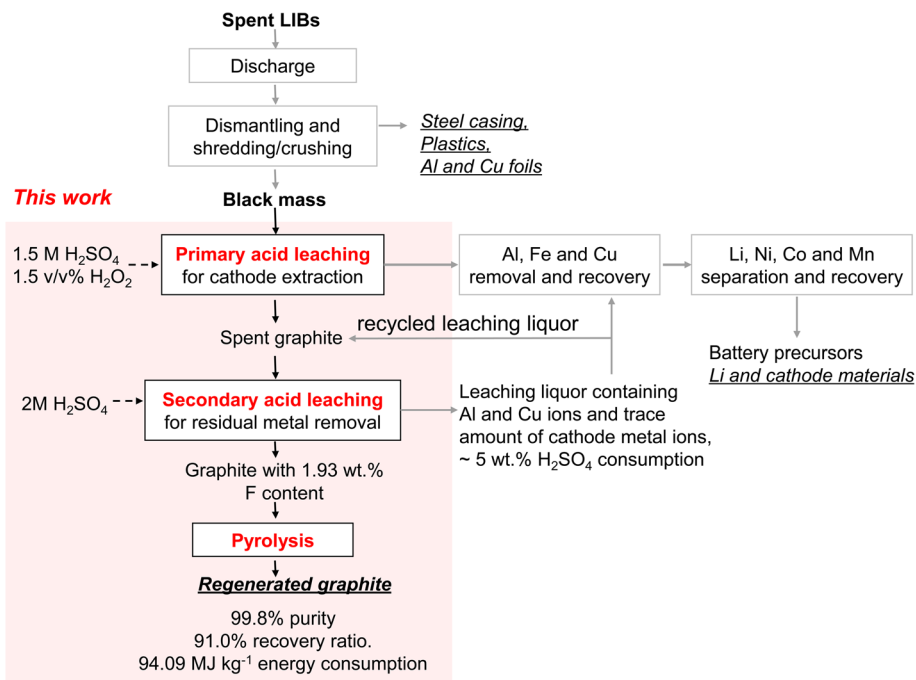 Spent LIBs
Discharge
Dismantling and
shredding/crushing
Steel casing,
Plastics,
Al and Cu foils
This work
Black mass
1.5 M H₂SO₄
1.5 v/v% H₂O₂
Primary acid leaching
for cathode extraction
Al, Fe and Cu
removal and recovery
Li, Ni, Co and Mn
separation and recovery
Spent graphite
recycled leaching liquor
Battery precursors
Li and cathode materials
2M H₂SO₄
Secondary acid leaching
for residual metal removal
Leaching liquor containing
Al and Cu ions and trace
amount of cathode metal ions,
~ 5 wt.% H₂SO₄ consumption
Graphite with 1.93 wt.%
F content
Pyrolysis
Regenerated graphite
99.8% purity
91.0% recovery ratio.
94.09 MJ kg⁻¹ energy consumption